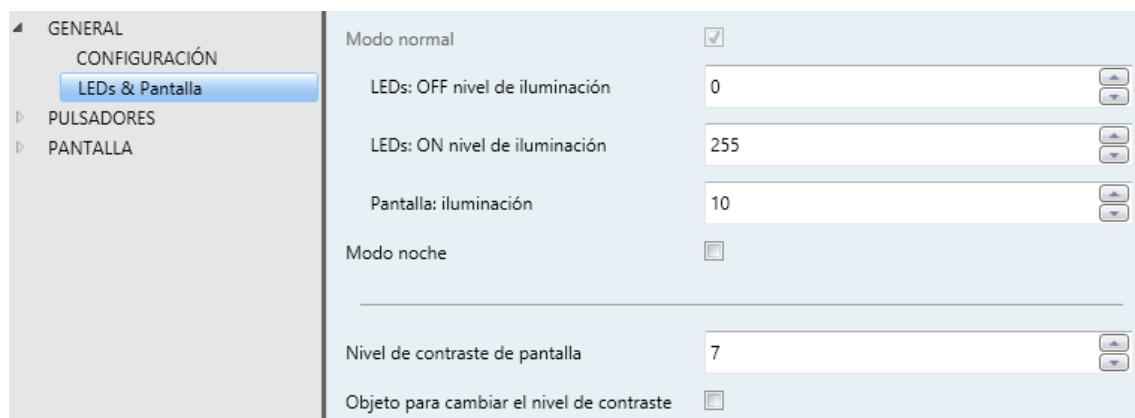 GENERAL
CONFIGURACIÓN
LEDs & Pantalla
PULSADORES
PANTALLA
Modo normal
LEDs: OFF nivel de iluminación 0
LEDs: ON nivel de iluminación 255
Pantalla: iluminación 10
Modo noche
Nivel de contraste de pantalla 7
Objeto para cambiar el nivel de contraste